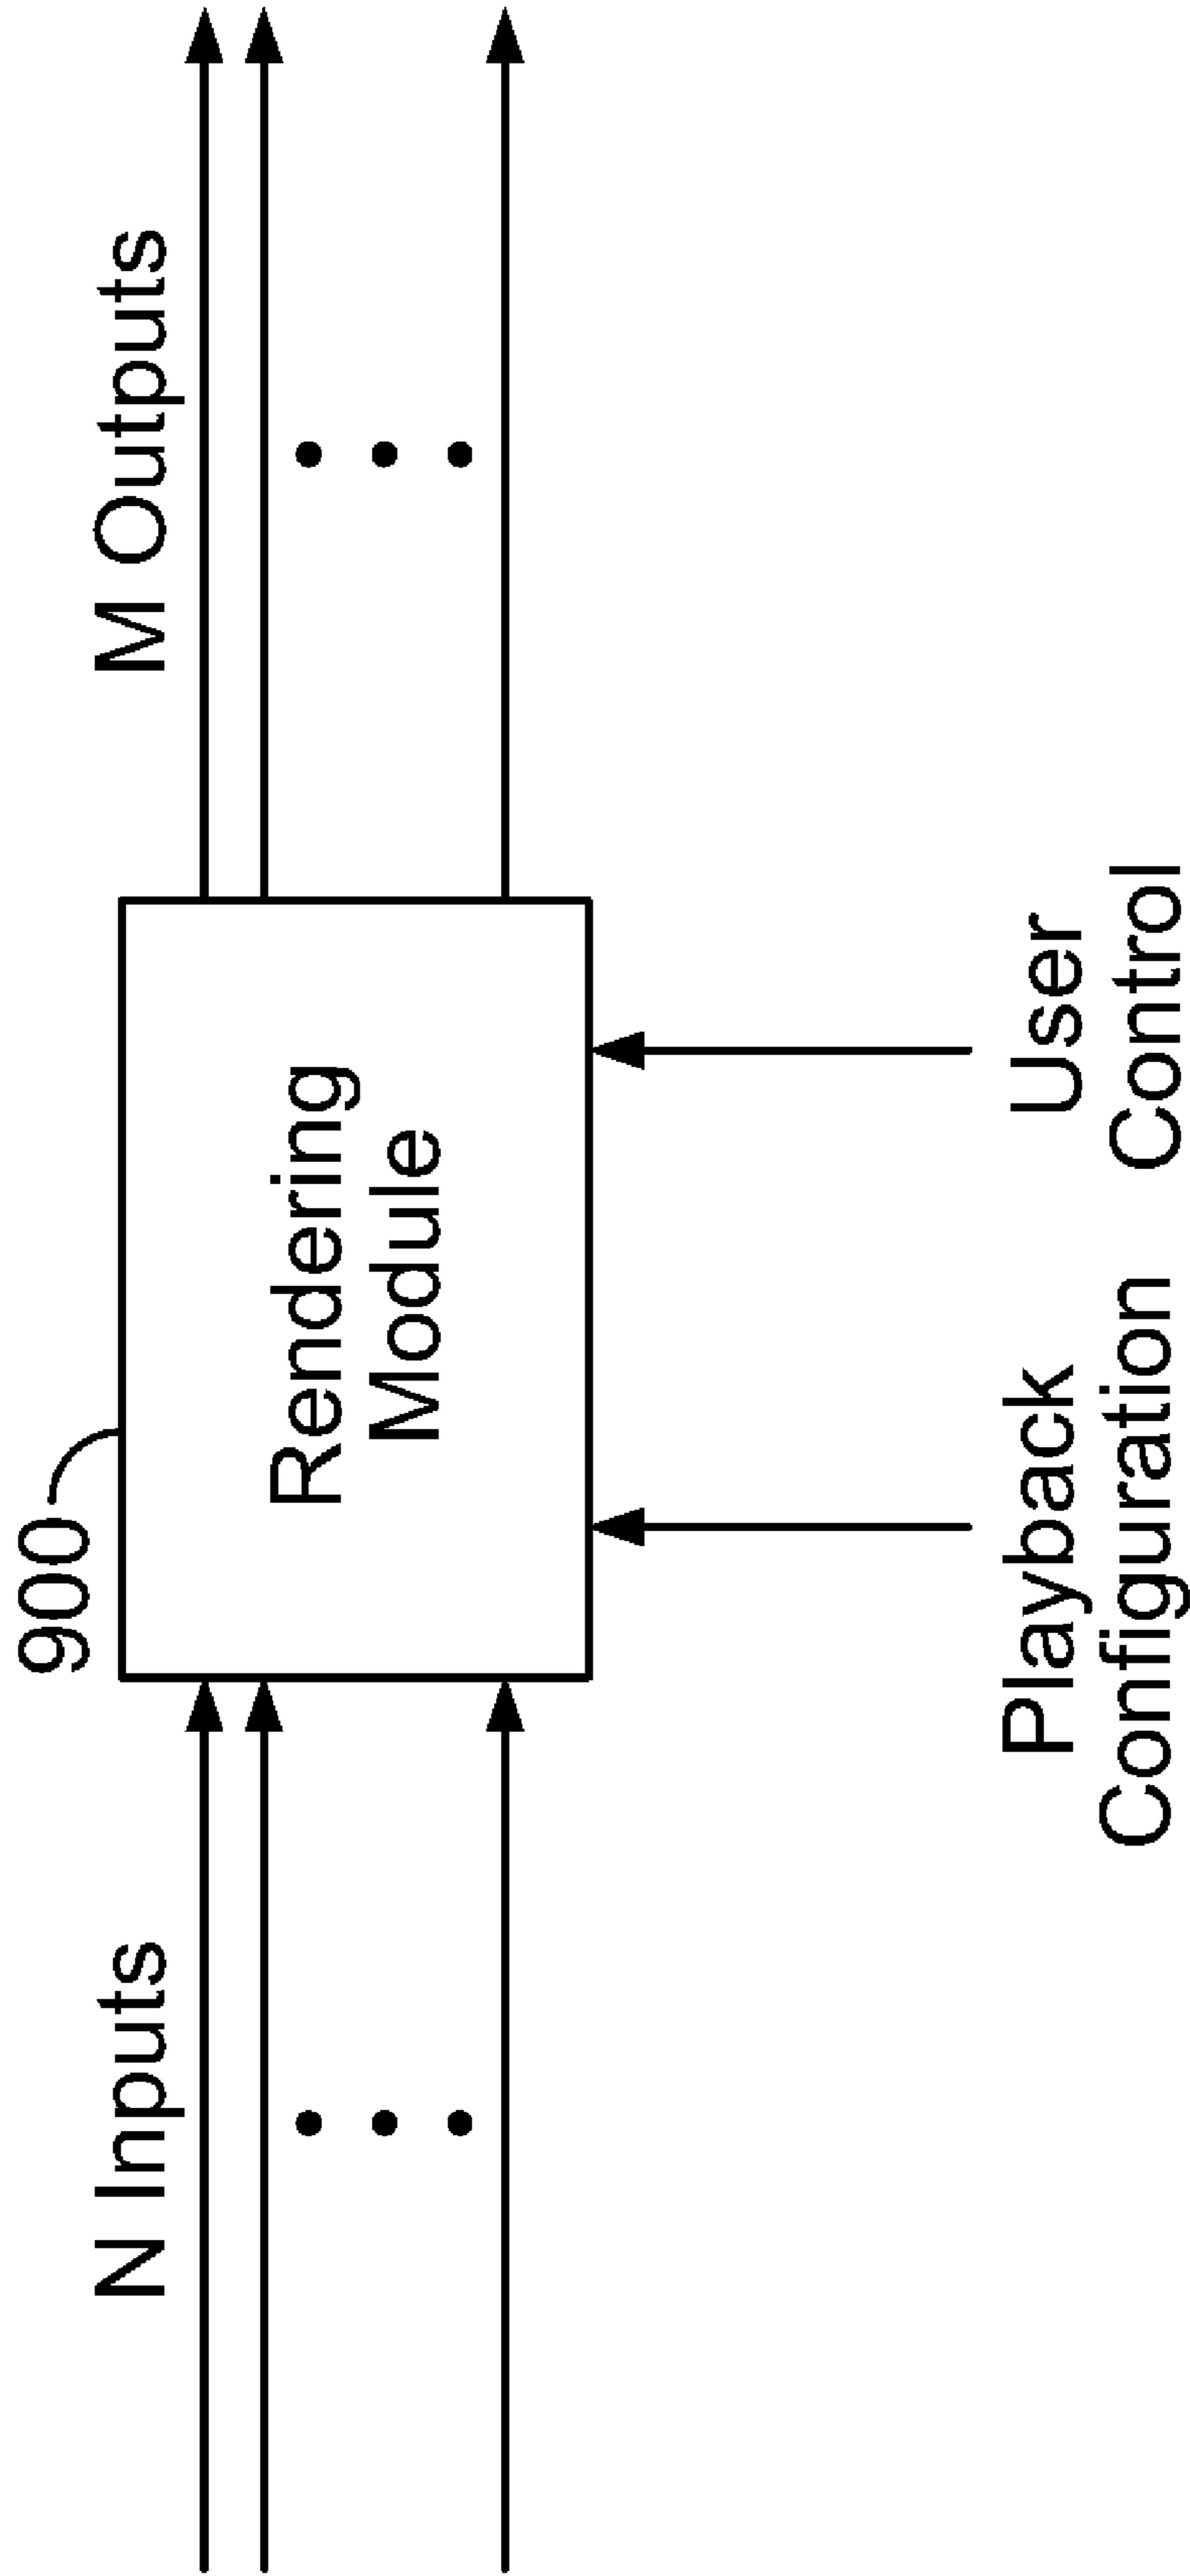 900
N Inputs
M Outputs
Rendering
Module
Playback
Configuration
User
Control